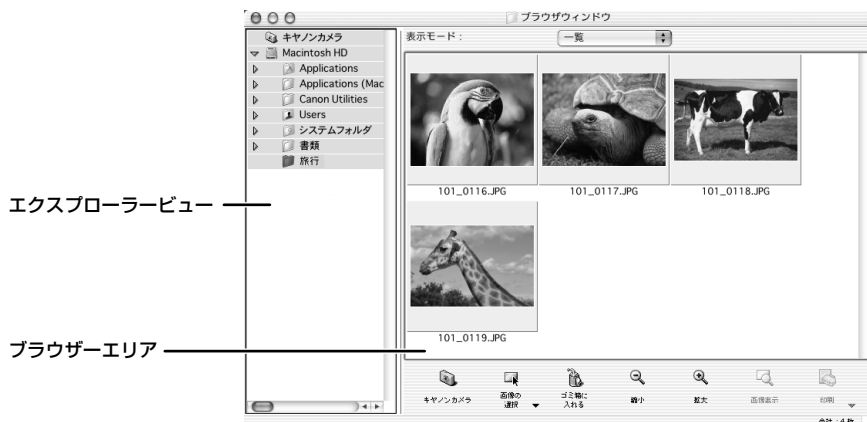 ブラウザウィンドウ
キヤノンカメラ
Macintosh HD
Applications
Applications (Mac
Canon Utilities
Users
システムフォルダ
書類
旅行
表示モード :
一覧
101_0116.JPG
101_0117.JPG
101_0118.JPG
101_0119.JPG
エクスプローラービュー
ブラウザーエリア
キヤノンカメラ
画像の
選択
ゴミ箱に
入れる
縮小
拡大
画像表示
印刷
合計 : 4 枚